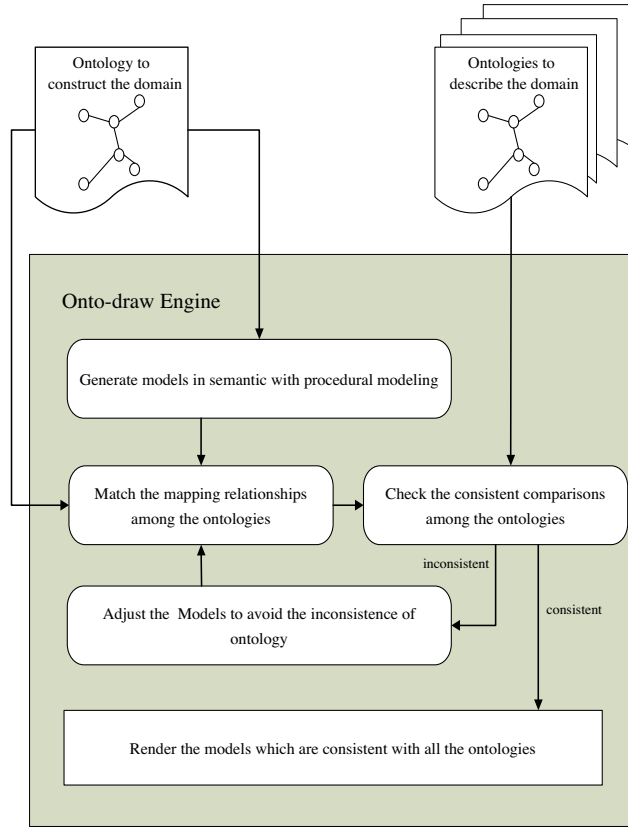 Ontology to
construct the domain
Ontologies to
describe the domain
Onto-draw Engine
Generate models in semantic with procedural modeling
Match the mapping relationships
among the ontologies
Check the consistent comparisons
among the ontologies
inconsistent
consistent
Adjust the Models to avoid the inconsistence of
ontology
Render the models which are consistent with all the ontologies